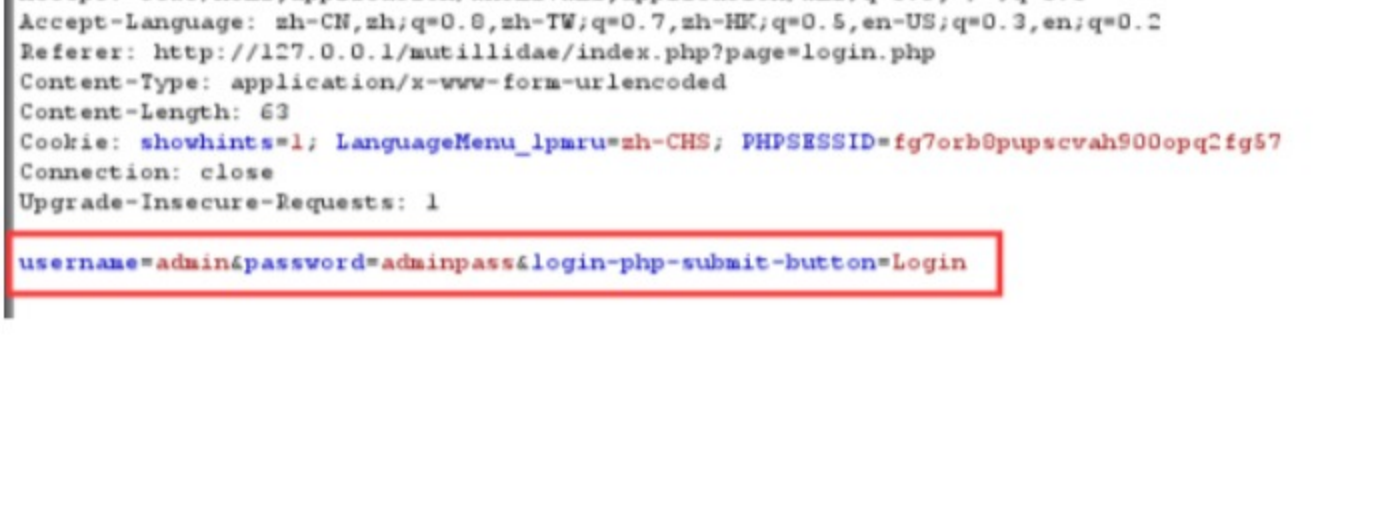 Accept-Language: zh-CN,zh;q=0.8,zh-TW;q=0.7,zh-HK;q=0.5,en-US;q=0.3,en;q=0.2
Referer: http://127.0.0.1/mutillidae/index.php?page=login.php
Content-Type: application/x-www-form-urlencoded
Content-Length: 63
Cookie: showhints=1; LanguageMenu_lpmru=zh-CHS; PHPSESSID=fg7orb0pupscvah900opq2fg57
Connection: close
Upgrade-Insecure-Requests: 1
username=admin&password=adminpass&login-php-submit-button=Login